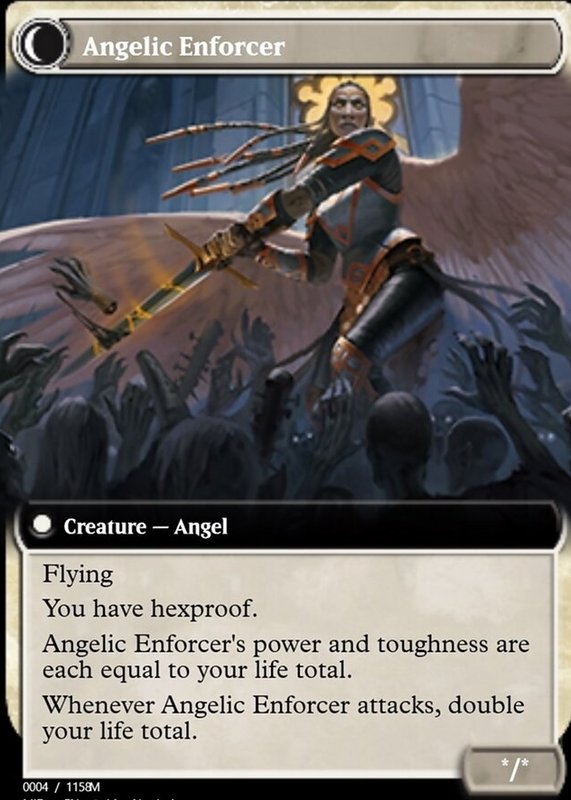 Angelic Enforcer
Creature — Angel
Flying
You have hexproof.
Angelic Enforcer's power and toughness are
each equal to your life total.
Whenever Angelic Enforcer attacks, double
your life total.
*/*
0004 / 1158M